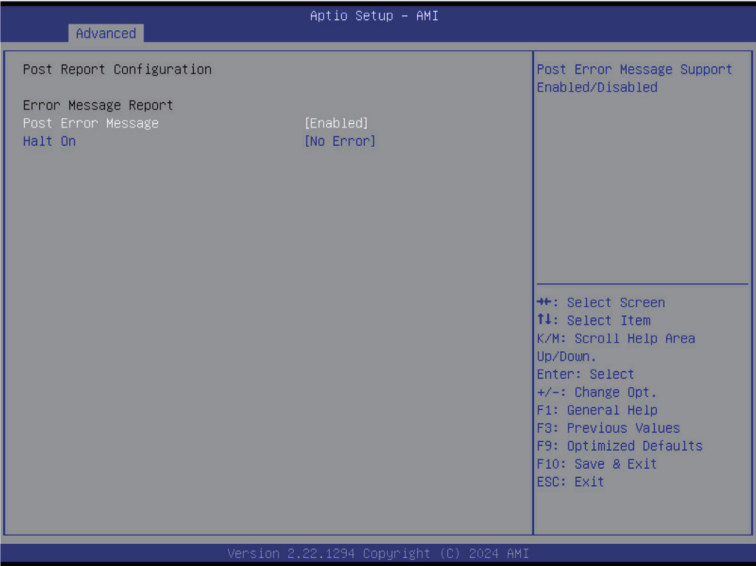 Aptio Setup – AMI
Advanced
Post Report Configuration
Error Message Report
Post Error Message [Enabled]
Halt On [No Error]
Post Error Message Support
Enabled/Disabled
→←: Select Screen
↑↓: Select Item
K/M: Scroll Help Area
Up/Down.
Enter: Select
+/-: Change Opt.
F1: General Help
F3: Previous Values
F9: Optimized Defaults
F10: Save & Exit
ESC: Exit
Version 2.22.1294 Copyright (C) 2024 AMI